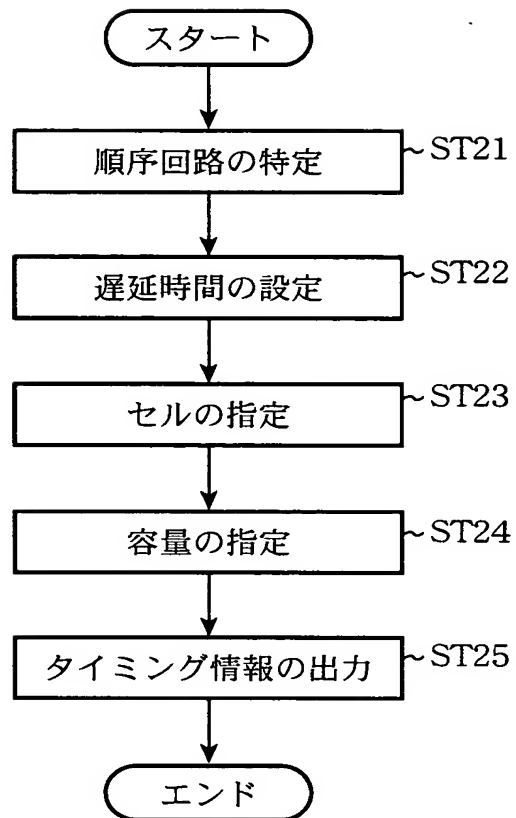 スタート
順序回路の特定 ~ST21
遅延時間の設定 ~ST22
セルの指定 ~ST23
容量の指定 ~ST24
タイミング情報の出力 ~ST25
エンド